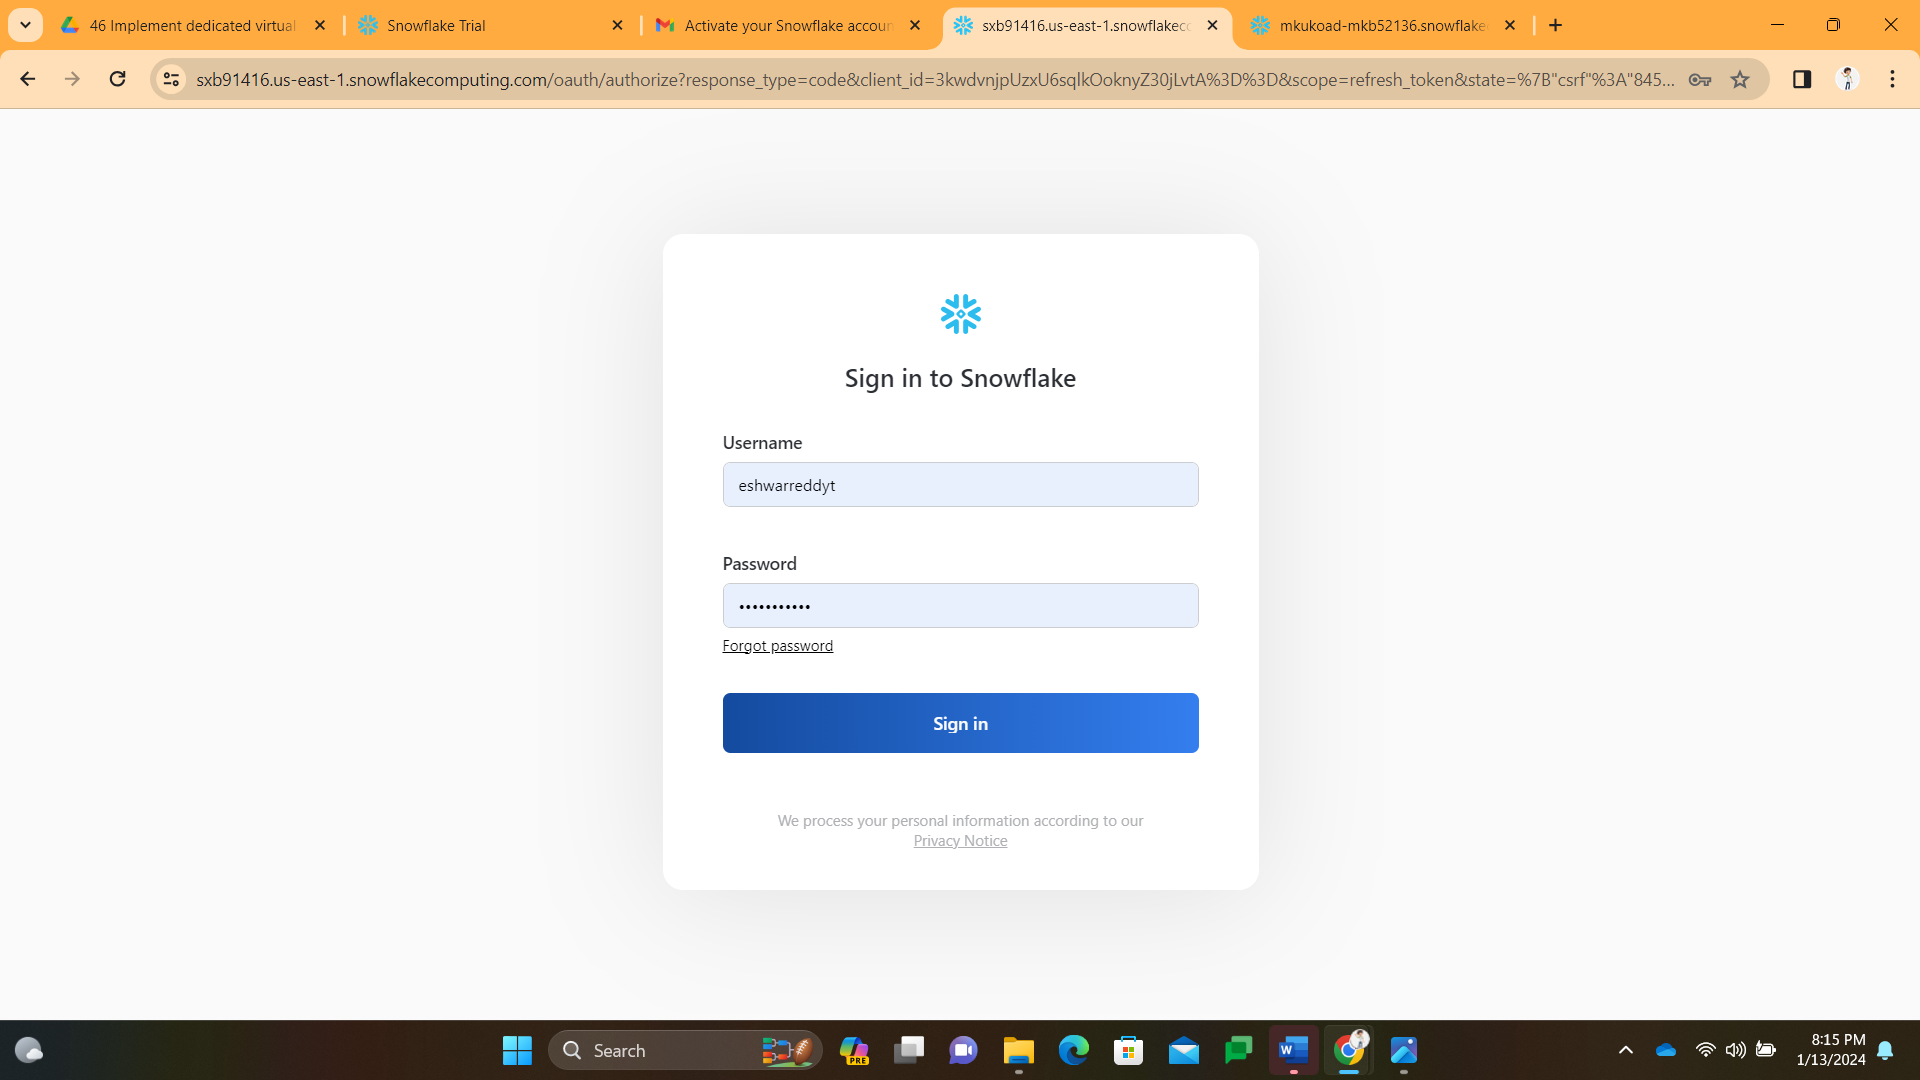 46 Implement dedicated virtual
Snowflake Trial
Activate your Snowflake accoun
sxb91416.us-east-1.snowflakecc
mkukoad-mkb52136.snowflake
sxb91416.us-east-1.snowflakecomputing.com/oauth/authorize?response_type=code&client_id=3kwdvnjpUzxU6sqlkOoknyZ30jLvtA%3D%3D&scope=refresh_token&state=%7B"csrf"%3A"845...
Sign in to Snowflake
Username
eshwarreddyt
Password
•••••••••••
Forgot password
Sign in
We process your personal information according to our
Privacy Notice
Search
PRE
W
8:15 PM
1/13/2024